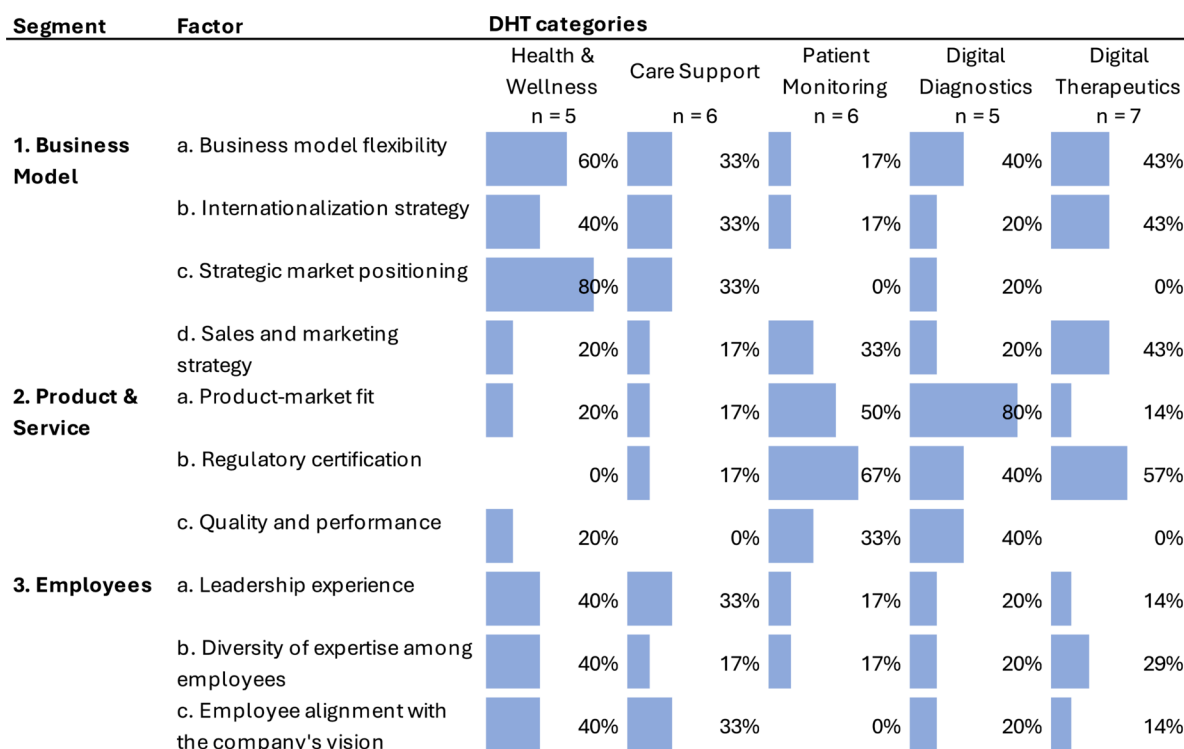 Segment Factor DHT categories
Health & Wellness n = 5 Care Support n = 6 Patient Monitoring n = 6 Digital Diagnostics n = 5 Digital Therapeutics n = 7
1. Business Model a. Business model flexibility 60% 33% 17% 40% 43%
b. Internationalization strategy 40% 33% 17% 20% 43%
c. Strategic market positioning 80% 33% 0% 20% 0%
d. Sales and marketing strategy 20% 17% 33% 20% 43%
2. Product & Service a. Product-market fit 20% 17% 50% 80% 14%
b. Regulatory certification 0% 17% 67% 40% 57%
c. Quality and performance 20% 0% 33% 40% 0%
3. Employees a. Leadership experience 40% 33% 17% 20% 14%
b. Diversity of expertise among employees 40% 17% 17% 20% 29%
c. Employee alignment with the company's vision 40% 33% 0% 20% 14%